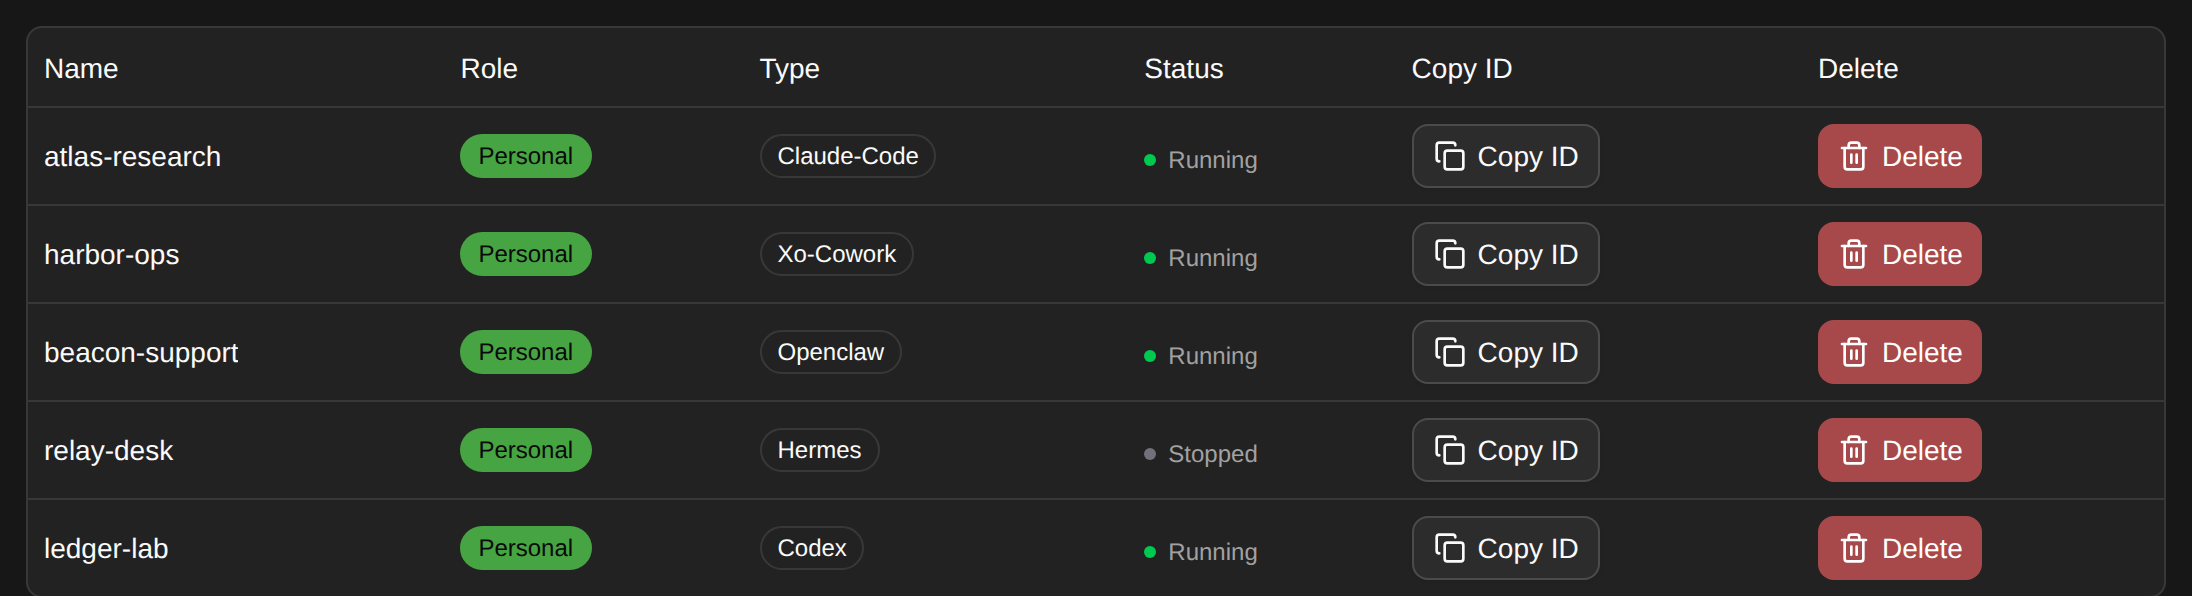 Name Role Type Status Copy ID Delete
atlas-research Personal Claude-Code Running Copy ID Delete
harbor-ops Personal Xo-Cowork Running Copy ID Delete
beacon-support Personal Openclaw Running Copy ID Delete
relay-desk Personal Hermes Stopped Copy ID Delete
ledger-lab Personal Codex Running Copy ID Delete